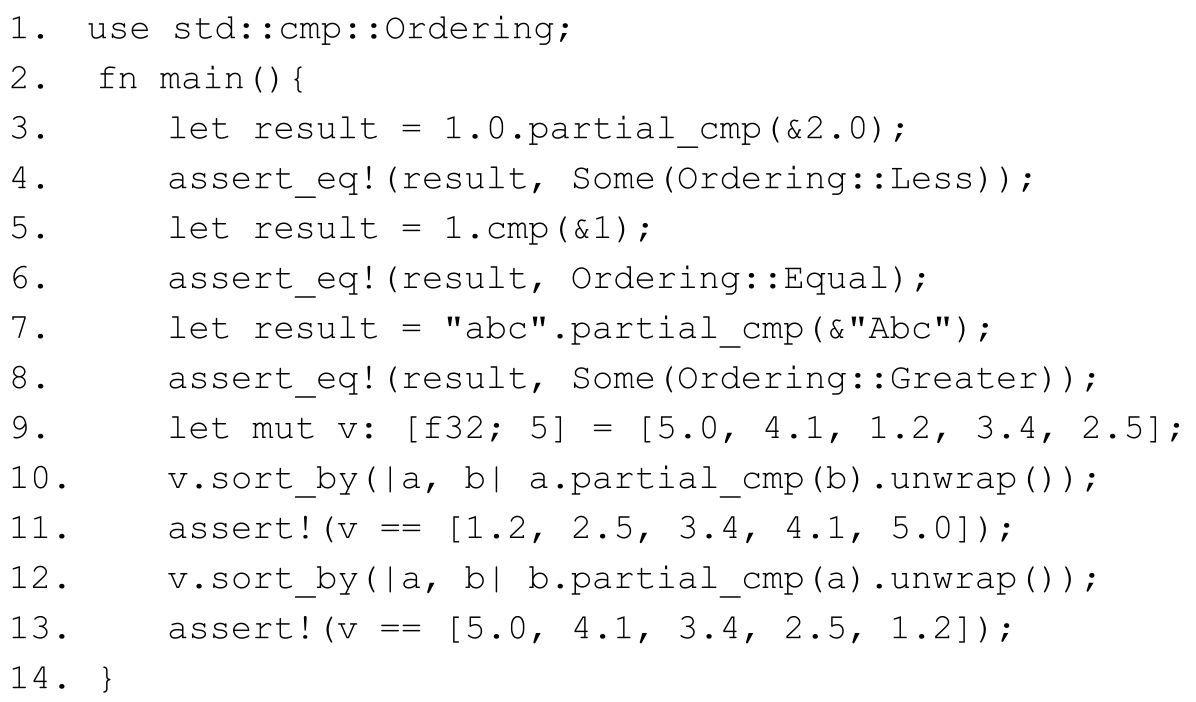 1.  use std::cmp::Ordering;
2.  fn main(){
3.      let result = 1.0.partial_cmp(&2.0);
4.      assert_eq!(result, Some(Ordering::Less));
5.      let result = 1.cmp(&1);
6.      assert_eq!(result, Ordering::Equal);
7.      let result = "abc".partial_cmp(&"Abc");
8.      assert_eq!(result, Some(Ordering::Greater));
9.      let mut v: [f32; 5] = [5.0, 4.1, 1.2, 3.4, 2.5];
10.     v.sort_by(|a, b| a.partial_cmp(b).unwrap());
11.     assert!(v == [1.2, 2.5, 3.4, 4.1, 5.0]);
12.     v.sort_by(|a, b| b.partial_cmp(a).unwrap());
13.     assert!(v == [5.0, 4.1, 3.4, 2.5, 1.2]);
14. }